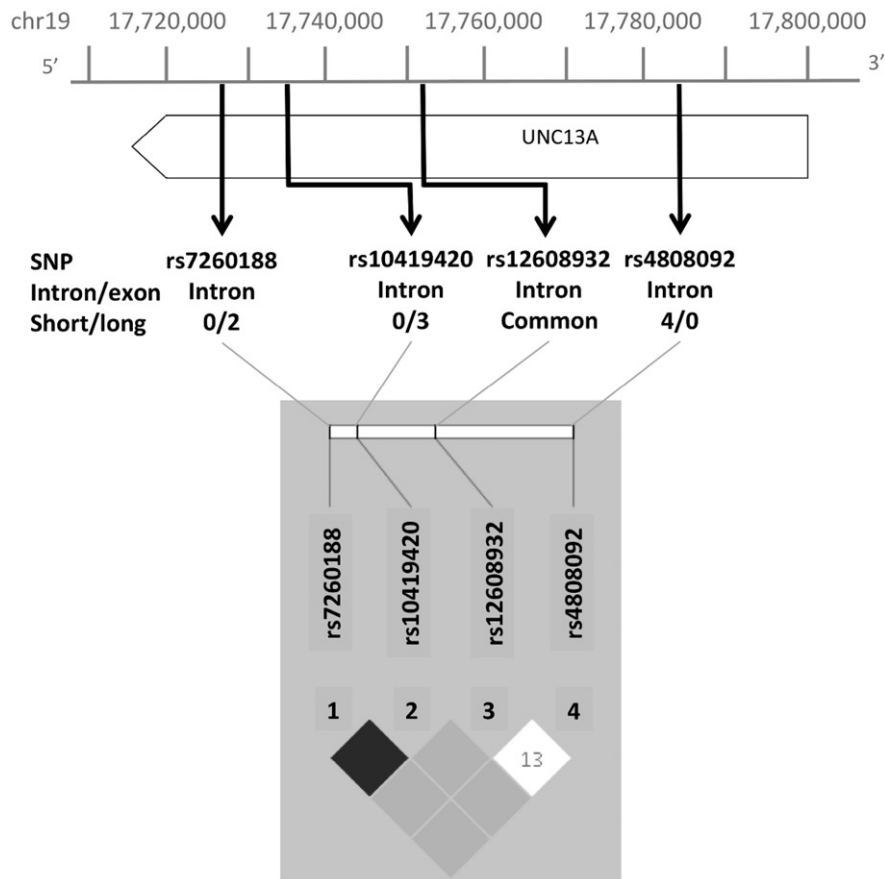 chr19 17,720,000 17,740,000 17,760,000 17,780,000 17,800,000
5’ 3’
UNC13A
SNP rs7260188 rs10419420 rs12608932 rs4808092
Intron/exon Intron Intron Intron Intron
Short/long 0/2 0/3 Common 4/0
rs7260188 rs10419420 rs12608932 rs4808092
1 2 3 4
13